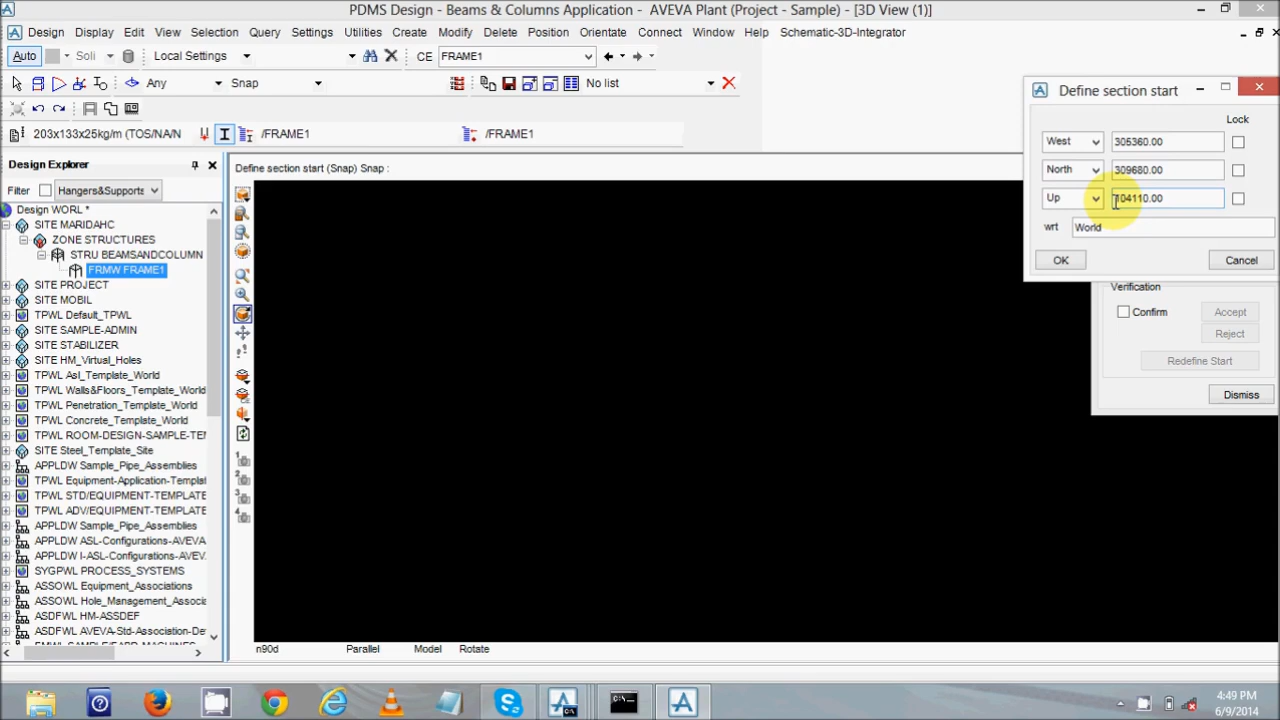 PDMS Design - Beams & Columns Application - AVEVA Plant (Project - Sample) - [3D View (1)]
Design Display Edit View Selection Query Settings Utilities Create Modify Delete Position Orientate Connect Window Help Schematic-3D-Integrator
Auto Soli Local Settings CE FRAME1
Any Snap No list
203x133x25kg/m (TOS/NA/N /FRAME1 /FRAME1
Design Explorer
Filter Hangers&Supports
Design WORL *
SITE MARIDAHC
ZONE STRUCTURES
STRU BEAMSANDCOLUMN
FRMW FRAME1
SITE PROJECT
SITE MOBIL
TPWL Default_TPWL
SITE SAMPLE-ADMIN
SITE STABILIZER
SITE HM_Virtual_Holes
TPWL Asl_Template_World
TPWL Walls&Floors_Template_World
TPWL Penetration_Template_World
TPWL Concrete_Template_World
TPWL ROOM-DESIGN-SAMPLE-TEM
SITE Steel_Template_Site
APPLDW Sample_Pipe_Assemblies
TPWL Equipment-Application-Templat
TPWL STD/EQUIPMENT-TEMPLATE
TPWL ADV/EQUIPMENT-TEMPLATE
APPLDW Sample_Pipe_Assemblies
APPLDW ASL-Configurations-AVEVA
APPLDW I-ASL-Configurations-AVEV.
SYGPWL PROCESS_SYSTEMS
ASSOWL Equipment_Associations
ASSOWL Hole_Management_Associa
ASDFWL HM-ASSDEF
ASDFWL AVEVA-Std-Association-Def
Define section start (Snap) Snap :
n90d Parallel Model Rotate
Define section start
Lock
West 305360.00
North 309680.00
Up 104110.00
wrt World
OK Cancel
Verification
Confirm Accept
Reject
Redefine Start
Dismiss
4:49 PM
6/9/2014